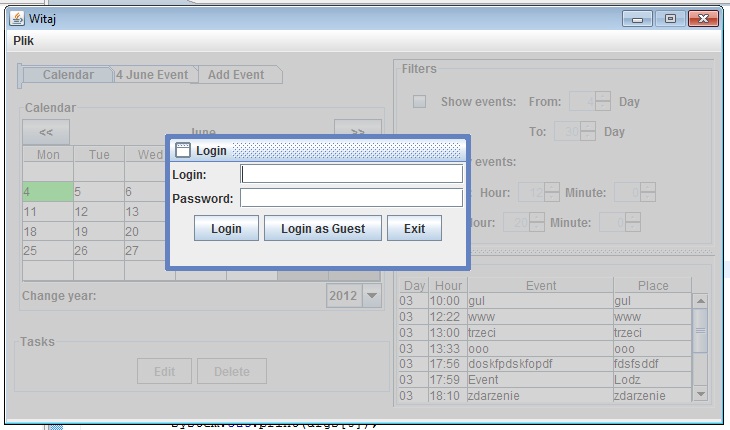 Witaj
Plik
Calendar 4 June Event Add Event
Calendar
<< June >>
Mon Tue Wed
4 5 6
11 12 13
18 19 20
25 26 27
Change year: 2012
Tasks
Edit Delete
Login
Login:
Password:
Login Login as Guest Exit
Filters
Show events: From: 4 Day
To: 30 Day
events:
Hour: 12 Minute: 0
Hour: 20 Minute: 0
Day Hour Event Place
03 10:00 gul gul
03 12:22 www www
03 13:00 trzeci trzeci
03 13:33 ooo ooo
03 17:56 doskfpdskfopdf fdsfsddf
03 17:59 Event Lodz
03 18:10 zdarzenie zdarzenie